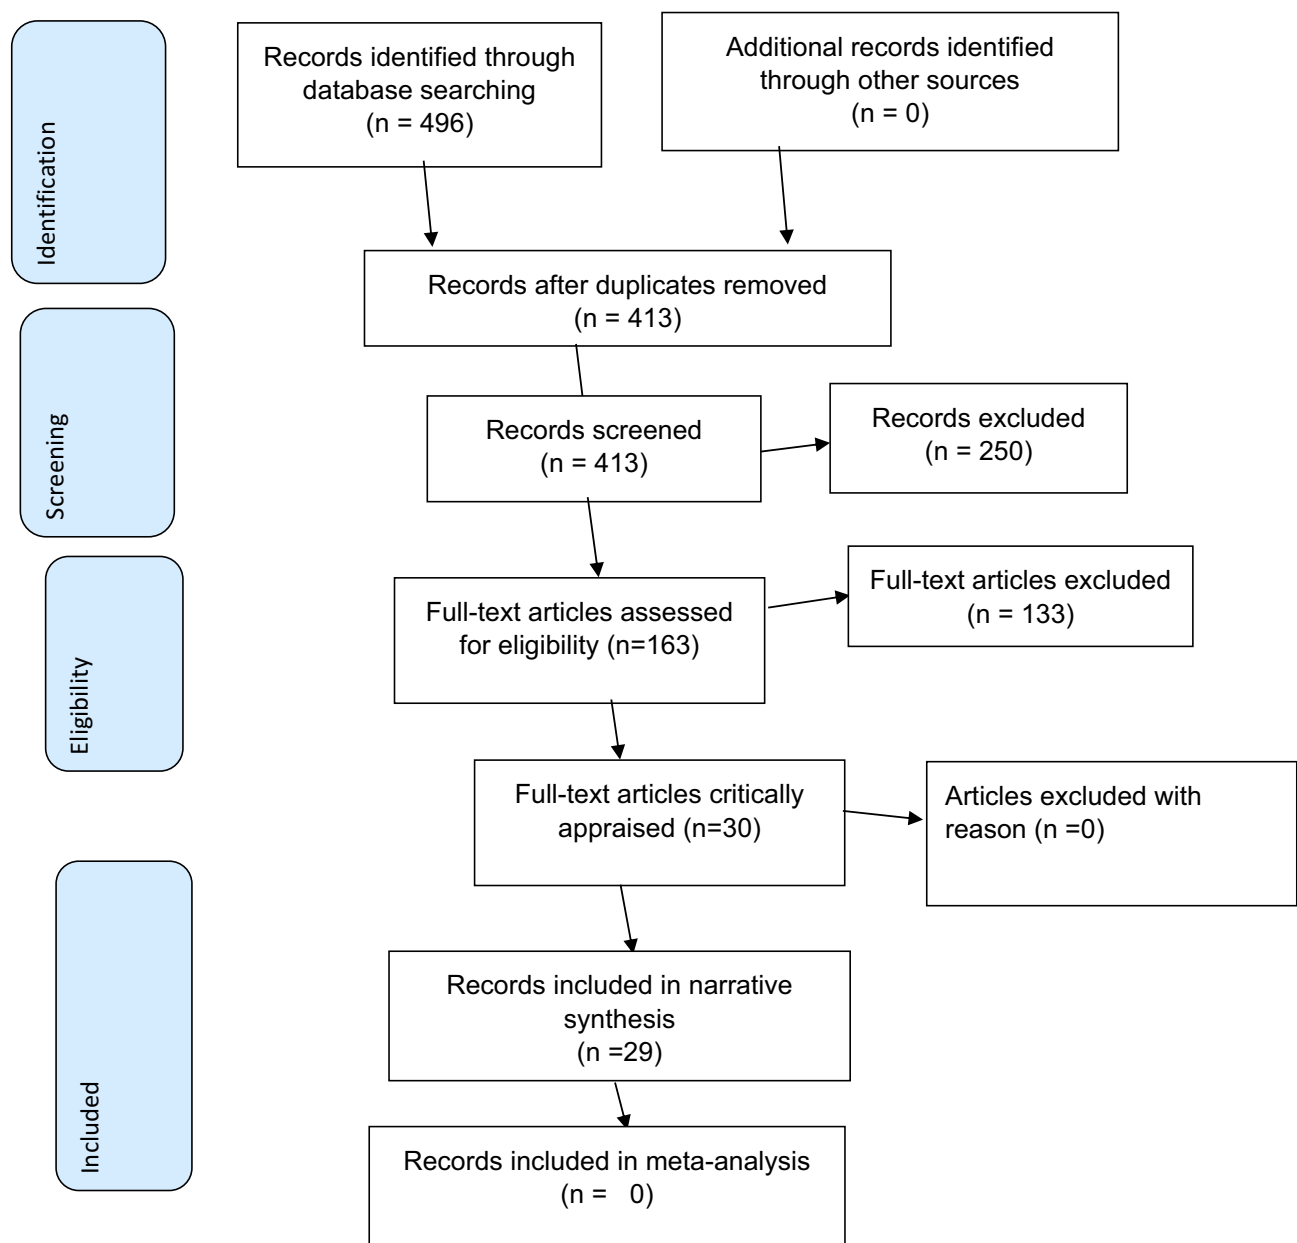 Identification
Records identified through
database searching
(n = 496)
Additional records identified
through other sources
(n = 0)
Records after duplicates removed
(n = 413)
Screening
Records screened
(n = 413)
Records excluded
(n = 250)
Eligibility
Full-text articles assessed
for eligibility (n=163)
Full-text articles excluded
(n = 133)
Full-text articles critically
appraised (n=30)
Articles excluded with
reason (n =0)
Included
Records included in narrative
synthesis
(n =29)
Records included in meta-analysis
(n =   0)